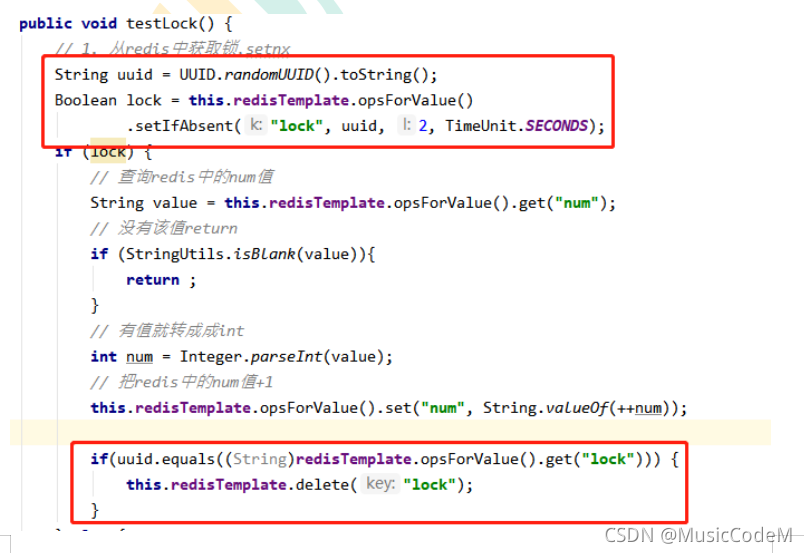 public void testLock() {
// 1. 从redis中获取锁,setnx
String uuid = UUID.randomUUID().toString();
Boolean lock = this.redisTemplate.opsForValue()
.setIfAbsent( k: "lock", uuid, l: 2, TimeUnit.SECONDS);
if (lock) {
// 查询redis中的num值
String value = this.redisTemplate.opsForValue().get("num");
// 没有该值return
if (StringUtils.isBlank(value)){
return ;
}
// 有值就转成成int
int num = Integer.parseInt(value);
// 把redis中的num值+1
this.redisTemplate.opsForValue().set("num", String.valueOf(++num));
if(uuid.equals((String)redisTemplate.opsForValue().get("lock"))) {
this.redisTemplate.delete( key: "lock");
}
CSDN @MusicCodeM